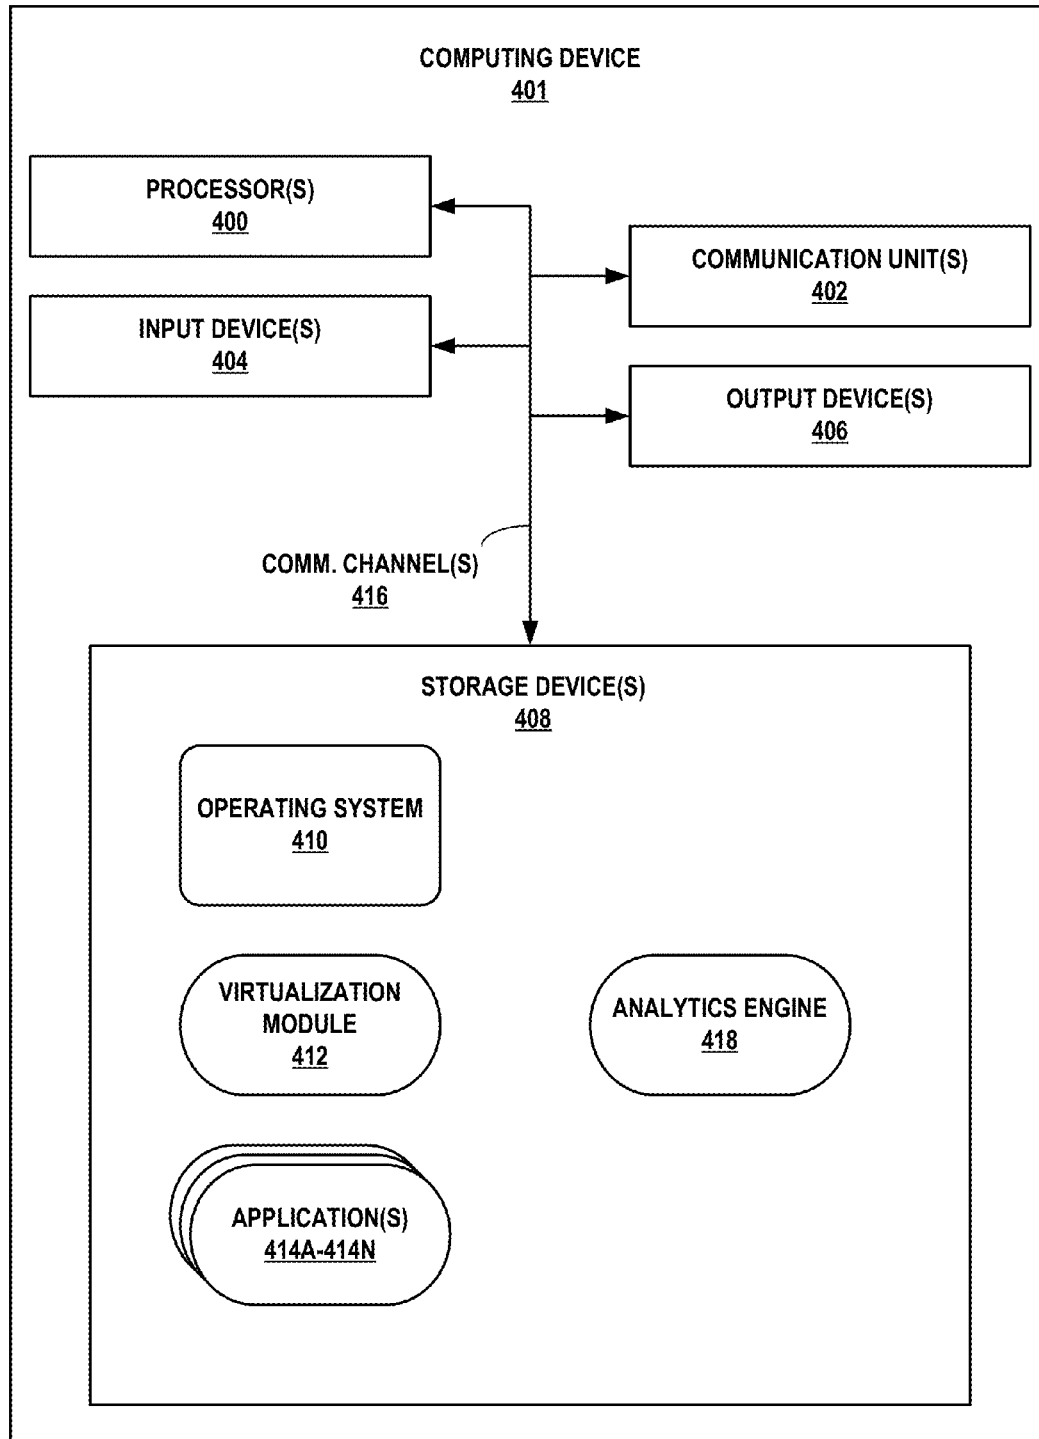 COMPUTING DEVICE
401
PROCESSOR(S)
400
COMMUNICATION UNIT(S)
402
INPUT DEVICE(S)
404
OUTPUT DEVICE(S)
406
COMM. CHANNEL(S)
416
STORAGE DEVICE(S)
408
OPERATING SYSTEM
410
VIRTUALIZATION
MODULE
412
ANALYTICS ENGINE
418
APPLICATION(S)
414A-414N